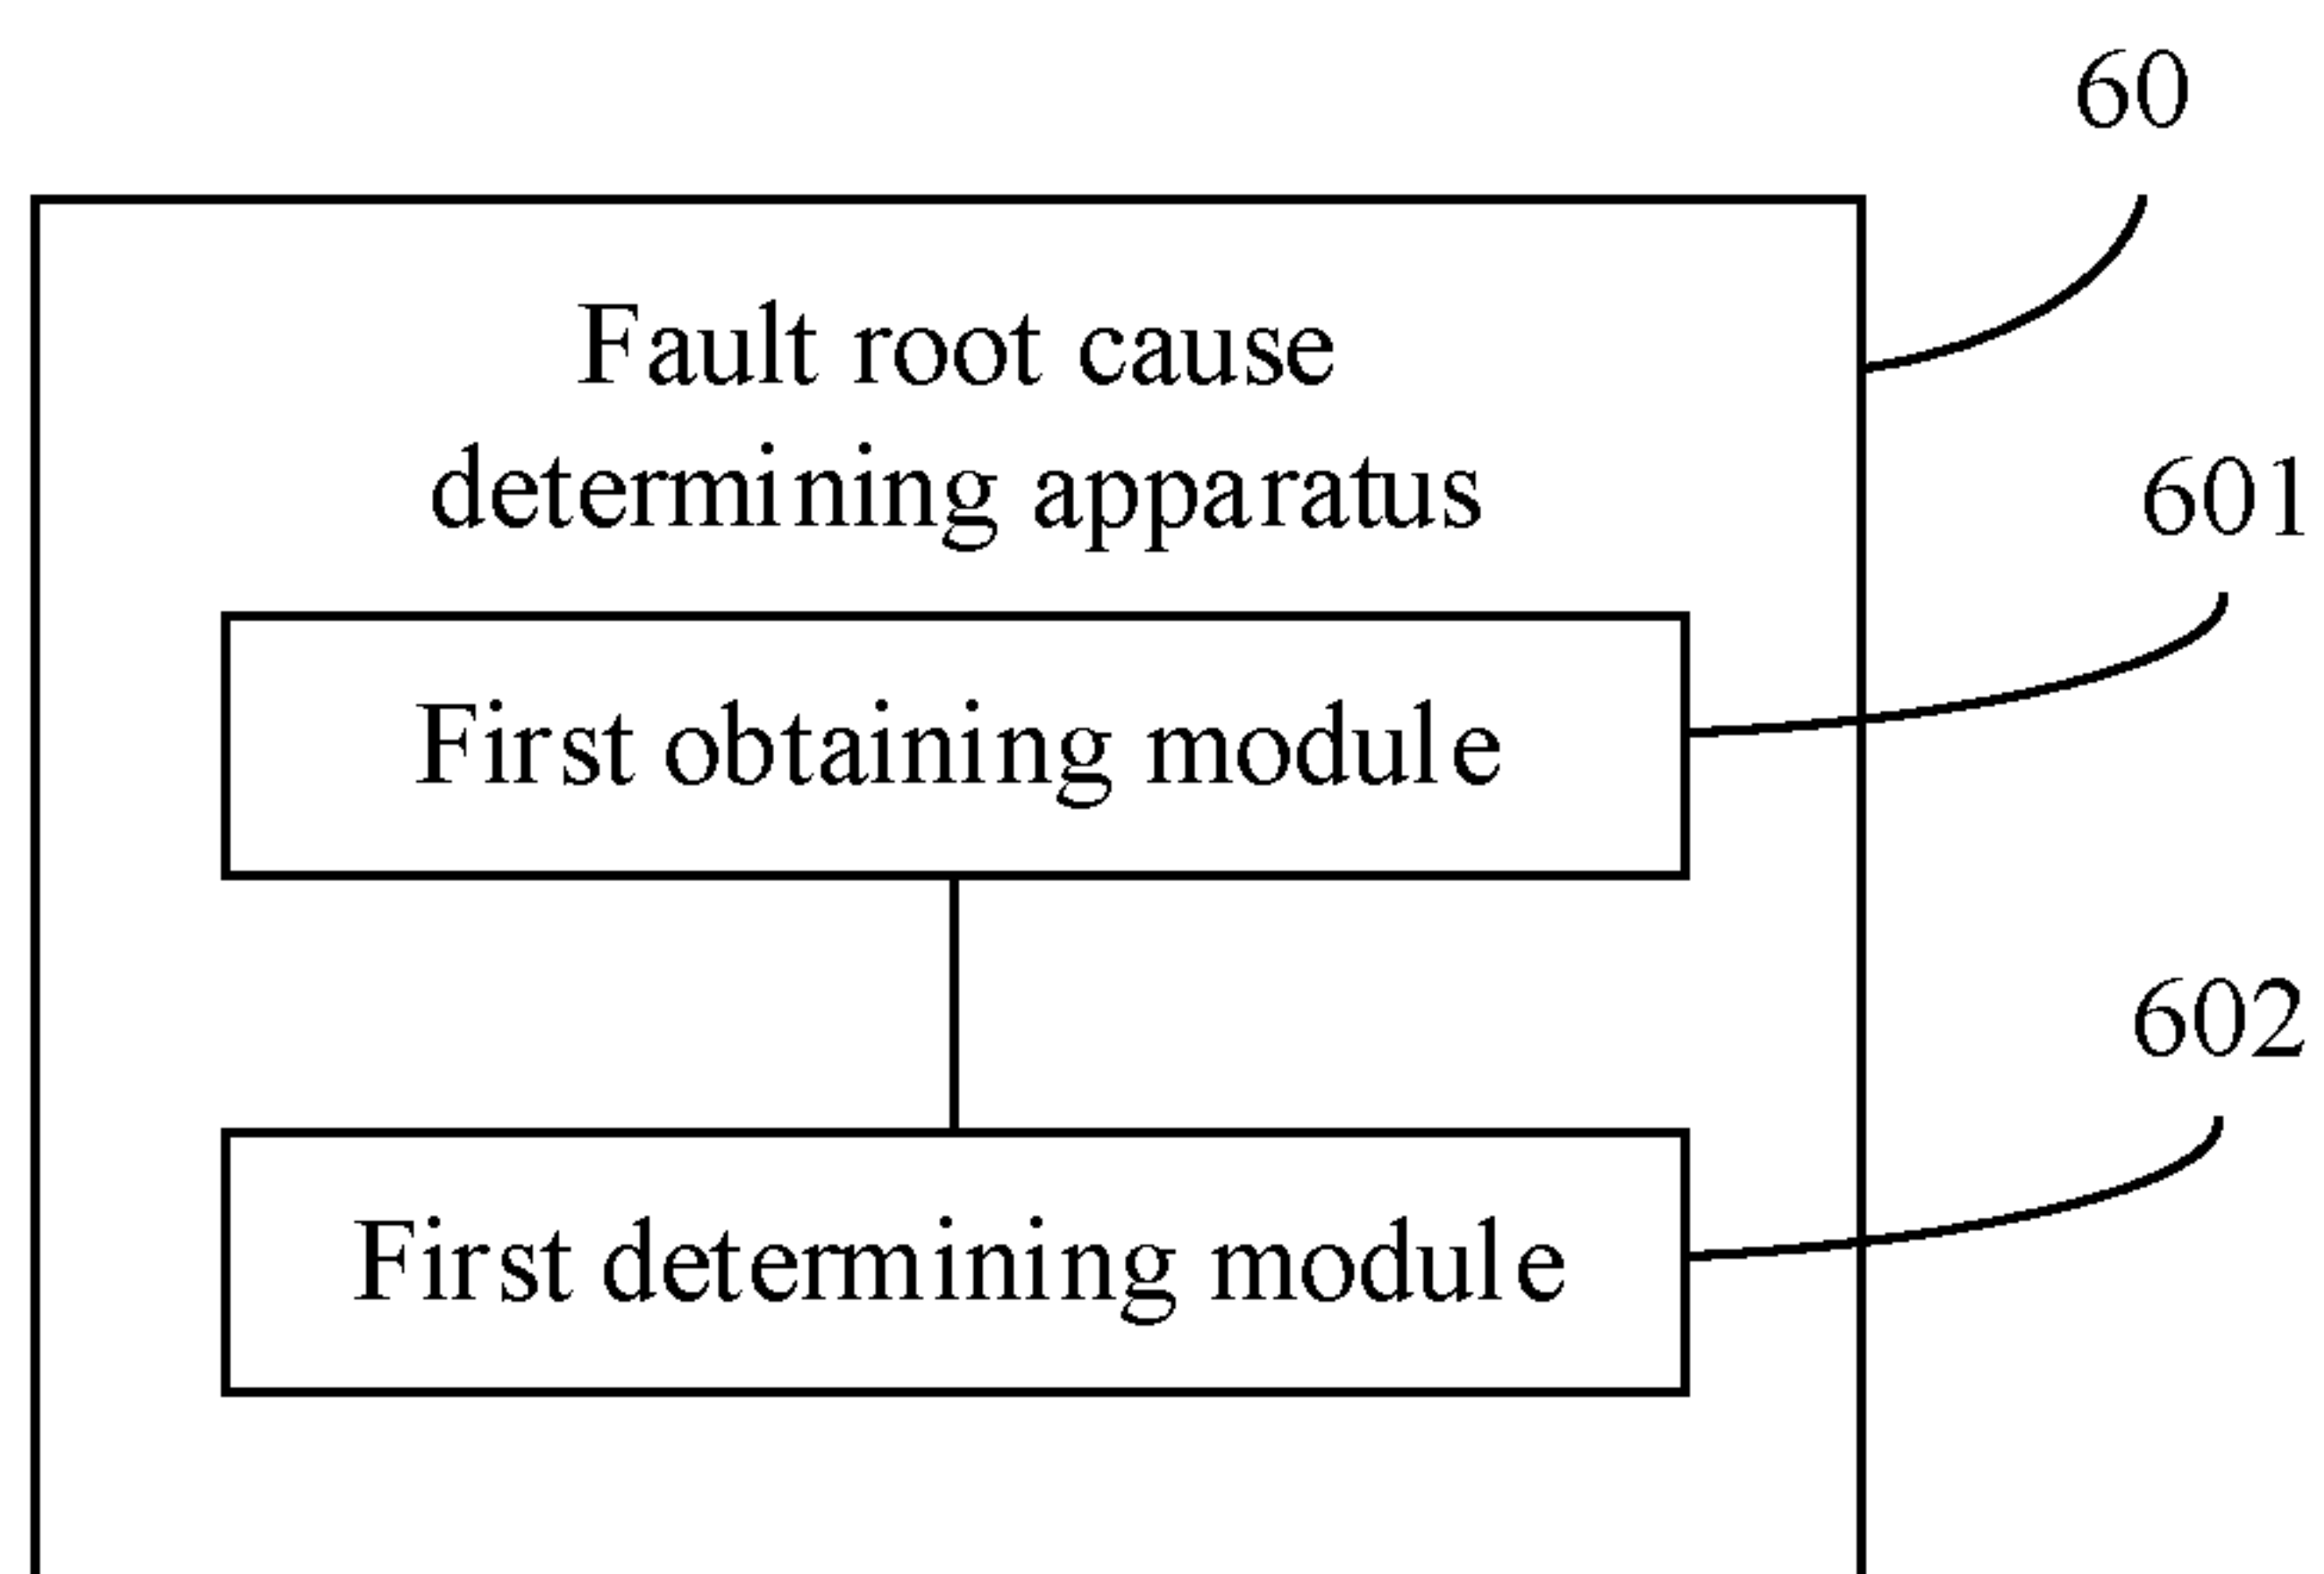 60
Fault root cause
determining apparatus
601
First obtaining module
602
First determining module